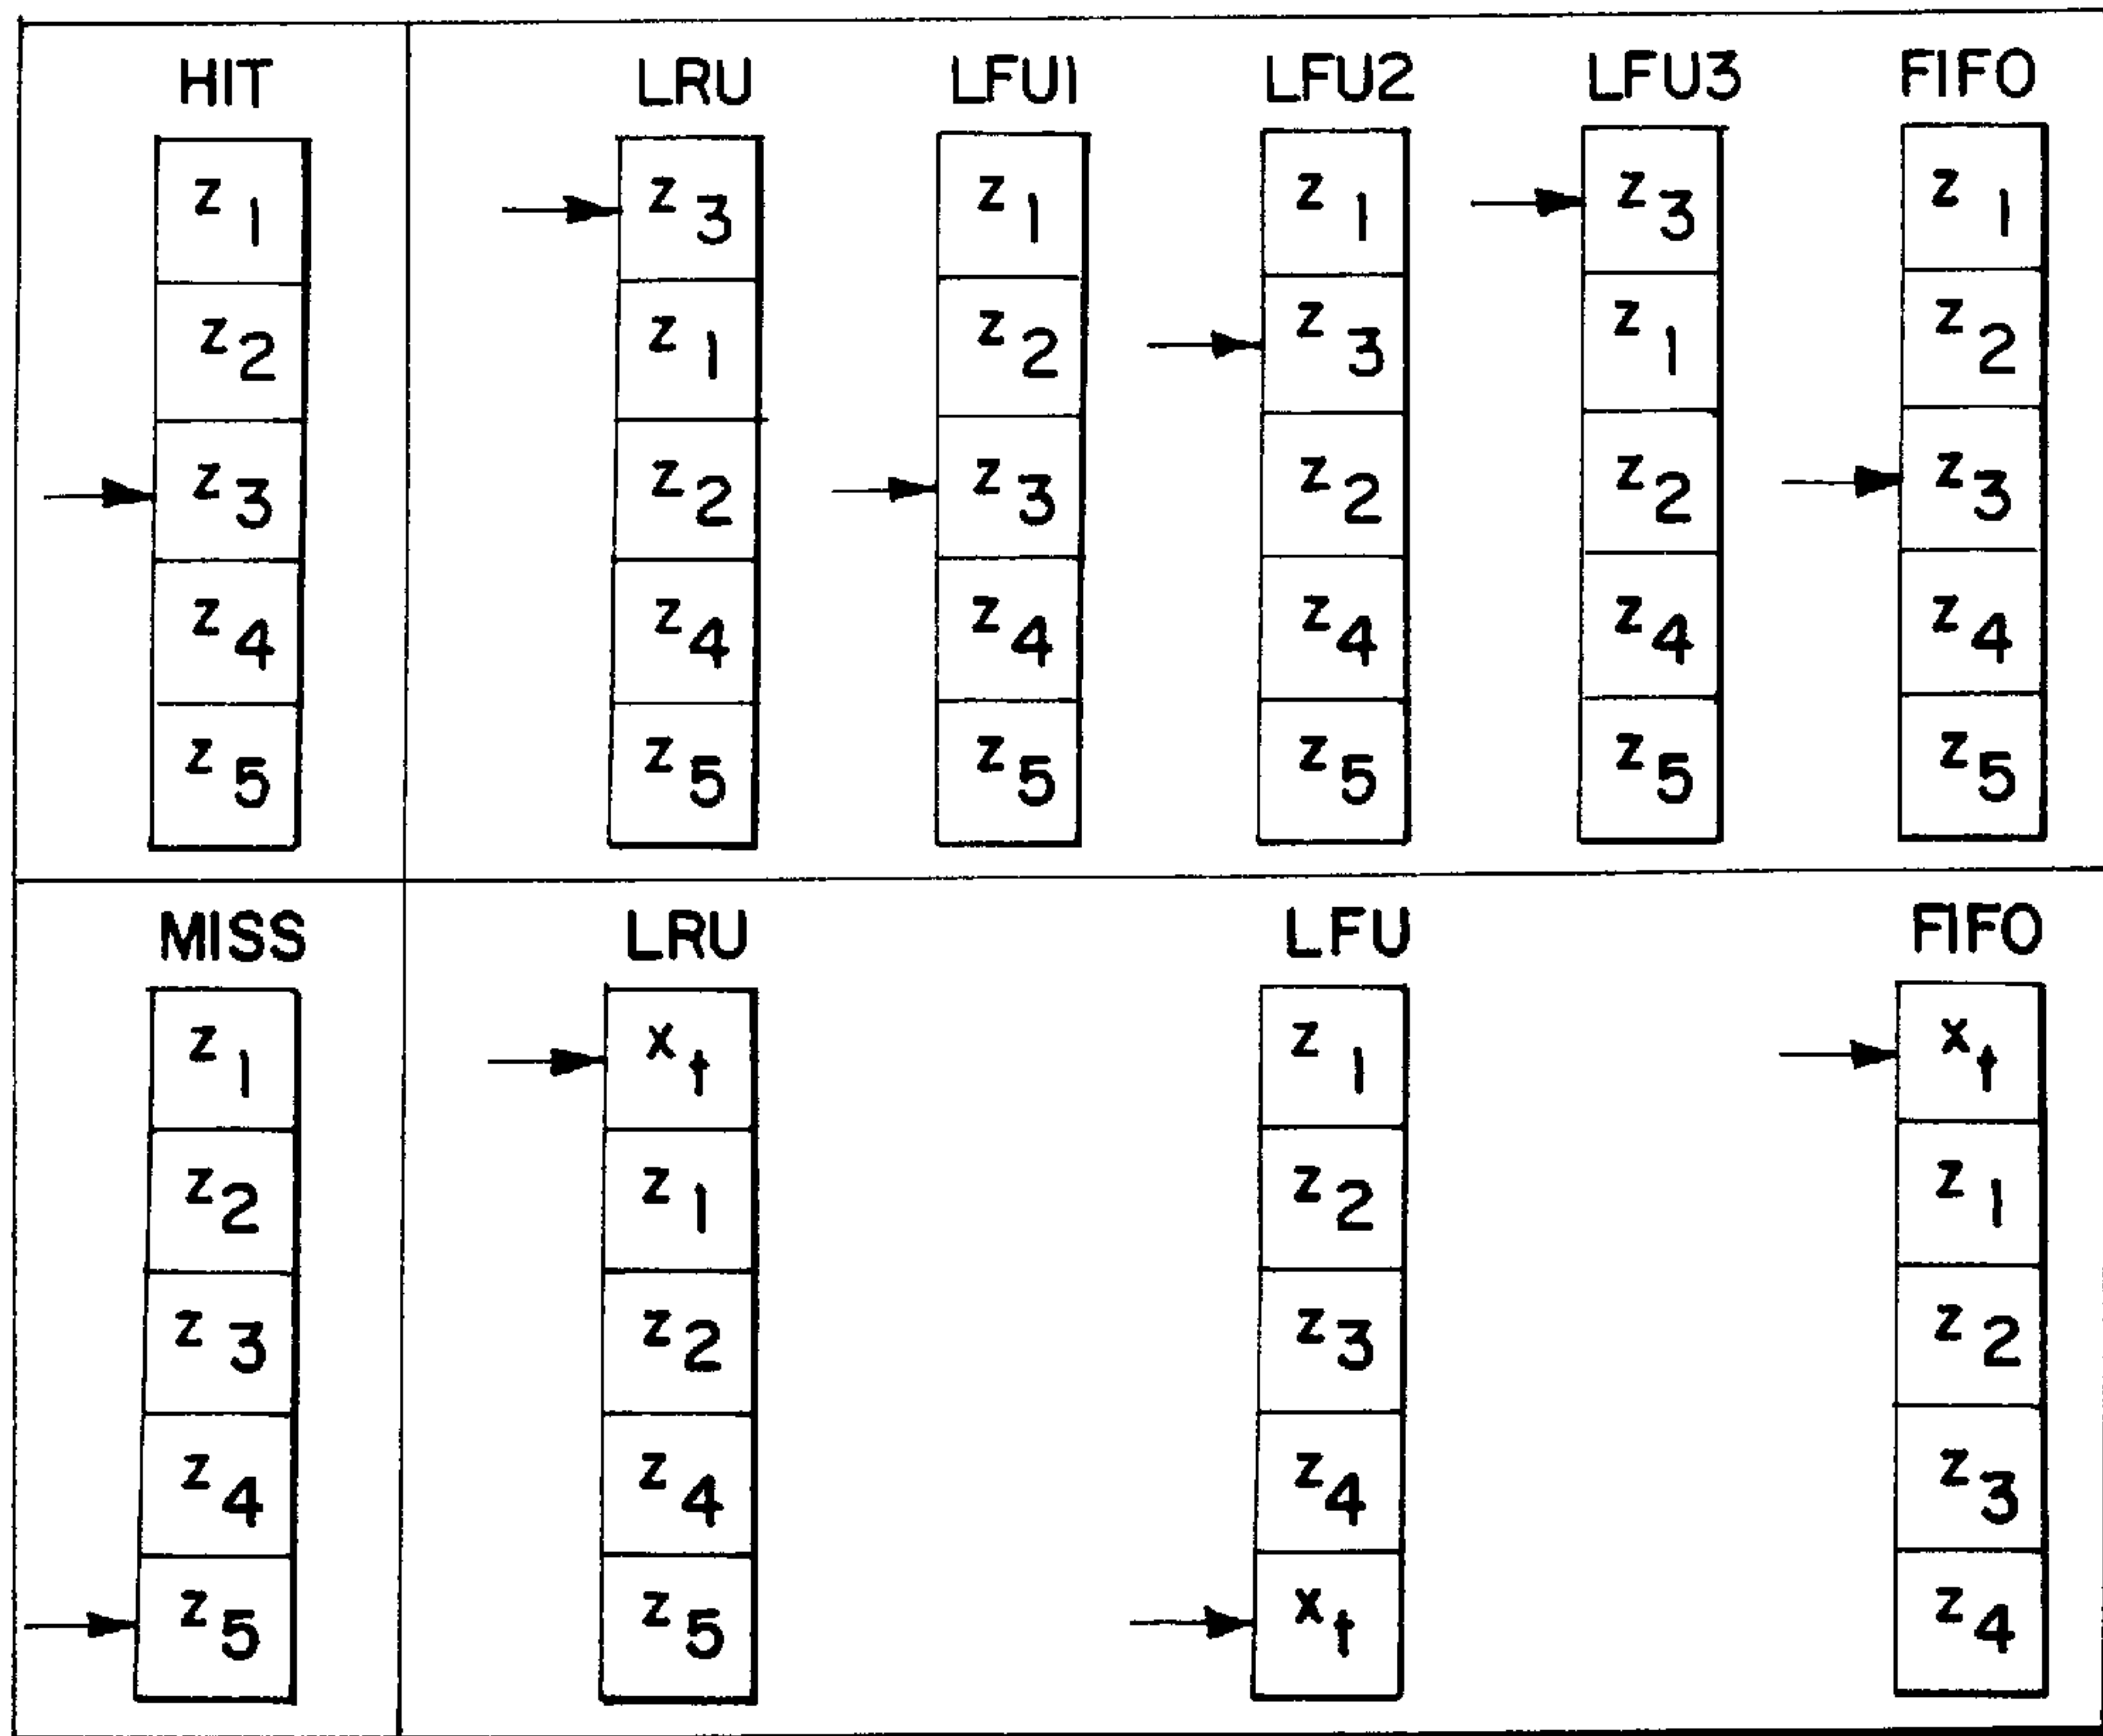 HIT LRU LFU1 LFU2 LFU3 FIFO
z1 z3 z1 z1 z3 z1
z2 z1 z2 z3 z1 z2
z3 z2 z3 z2 z2 z3
z4 z4 z4 z4 z4 z4
z5 z5 z5 z5 z5 z5
MISS LRU LFU FIFO
z1 xt z1 xt
z2 z1 z2 z1
z3 z2 z3 z2
z4 z4 z4 z3
z5 z5 xt z4